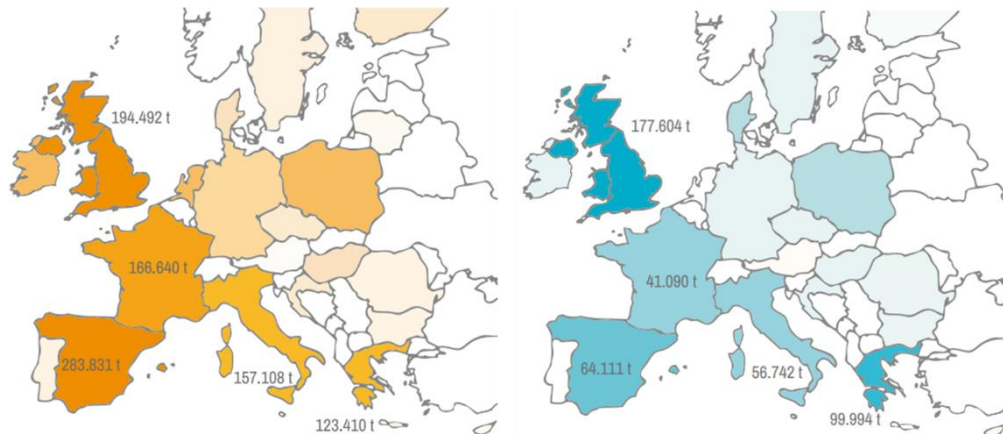 194.492 t
166.640 t
283.831 t
157.108 t
123.410 t
177.604 t
41.090 t
64.111 t
56.742 t
99.994 t